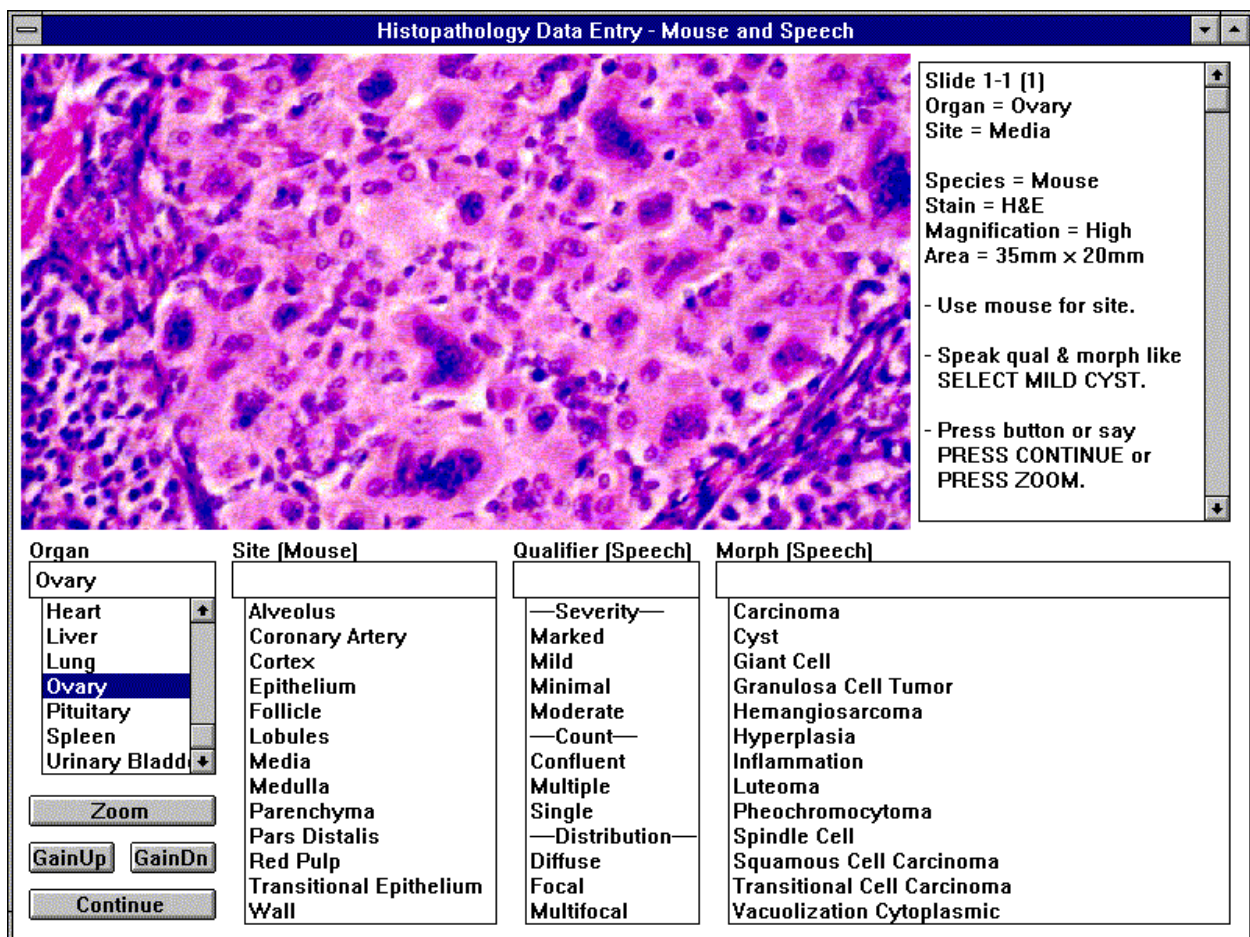 Histopathology Data Entry - Mouse and Speech
Slide 1-1 (1)
Organ = Ovary
Site = Media
Species = Mouse
Stain = H&E
Magnification = High
Area = 35mm x 20mm
- Use mouse for site.
- Speak qual & morph like
SELECT MILD CYST.
- Press button or say
PRESS CONTINUE or
PRESS ZOOM.
Organ
Ovary
Heart
Liver
Lung
Ovary
Pituitary
Spleen
Urinary Bladd
Zoom
GainUp GainDn
Continue
Site (Mouse)
Alveolus
Coronary Artery
Cortex
Epithelium
Follicle
Lobules
Media
Medulla
Parenchyma
Pars Distalis
Red Pulp
Transitional Epithelium
Wall
Qualifier (Speech)
—Severity—
Marked
Mild
Minimal
Moderate
—Count—
Confluent
Multiple
Single
—Distribution—
Diffuse
Focal
Multifocal
Morph (Speech)
Carcinoma
Cyst
Giant Cell
Granulosa Cell Tumor
Hemangiosarcoma
Hyperplasia
Inflammation
Luteoma
Pheochromocytoma
Spindle Cell
Squamous Cell Carcinoma
Transitional Cell Carcinoma
Vacuolization Cytoplasmic